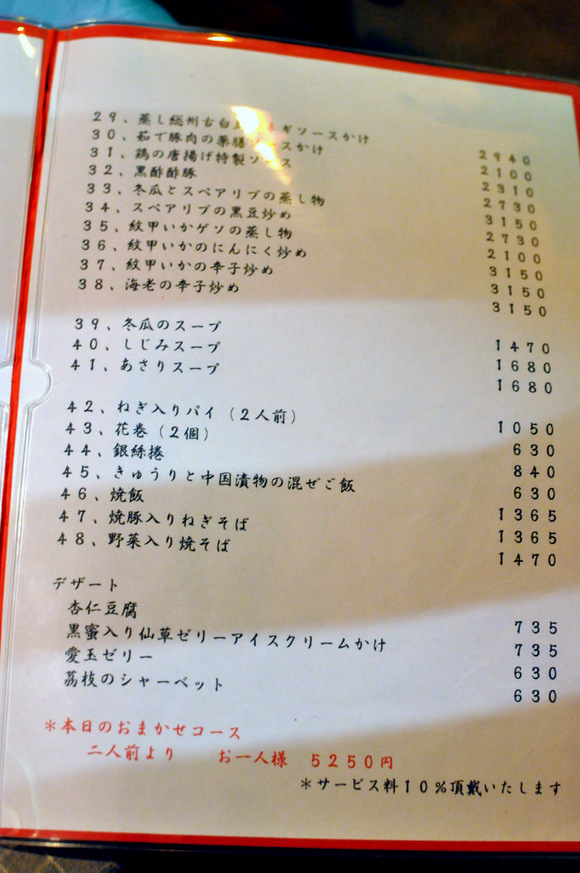 29、蒸し総州古白 ギソースかけ 2940
30、茹で豚肉の薬膳 ースかけ 2100
31、鶏の唐揚げ特製ソース 2310
32、黒酢酢豚 2730
33、冬瓜とスペアリブの蒸し物 3150
34、スペアリブの黒豆炒め 2730
35、紋甲いかゲソの蒸し物 2100
36、紋甲いかのにんにく炒め 3150
37、紋甲いかの辛子炒め 3150
38、海老の辛子炒め 3150
39、冬瓜のスープ 1470
40、しじみスープ 1680
41、あさりスープ 1680
42、ねぎ入りパイ（2人前） 1050
43、花巻（2個） 630
44、銀絲捲 840
45、きゅうりと中国漬物の混ぜご飯 630
46、焼飯 1365
47、焼豚入りねぎそば 1365
48、野菜入り焼そば 1470
デザート
杏仁豆腐 735
黒蜜入り仙草ゼリーアイスクリームかけ 735
愛玉ゼリー 630
茘枝のシャーベット 630
＊本日のおまかせコース
二人前より お一人様 5250円
＊サービス料10％頂戴いたします